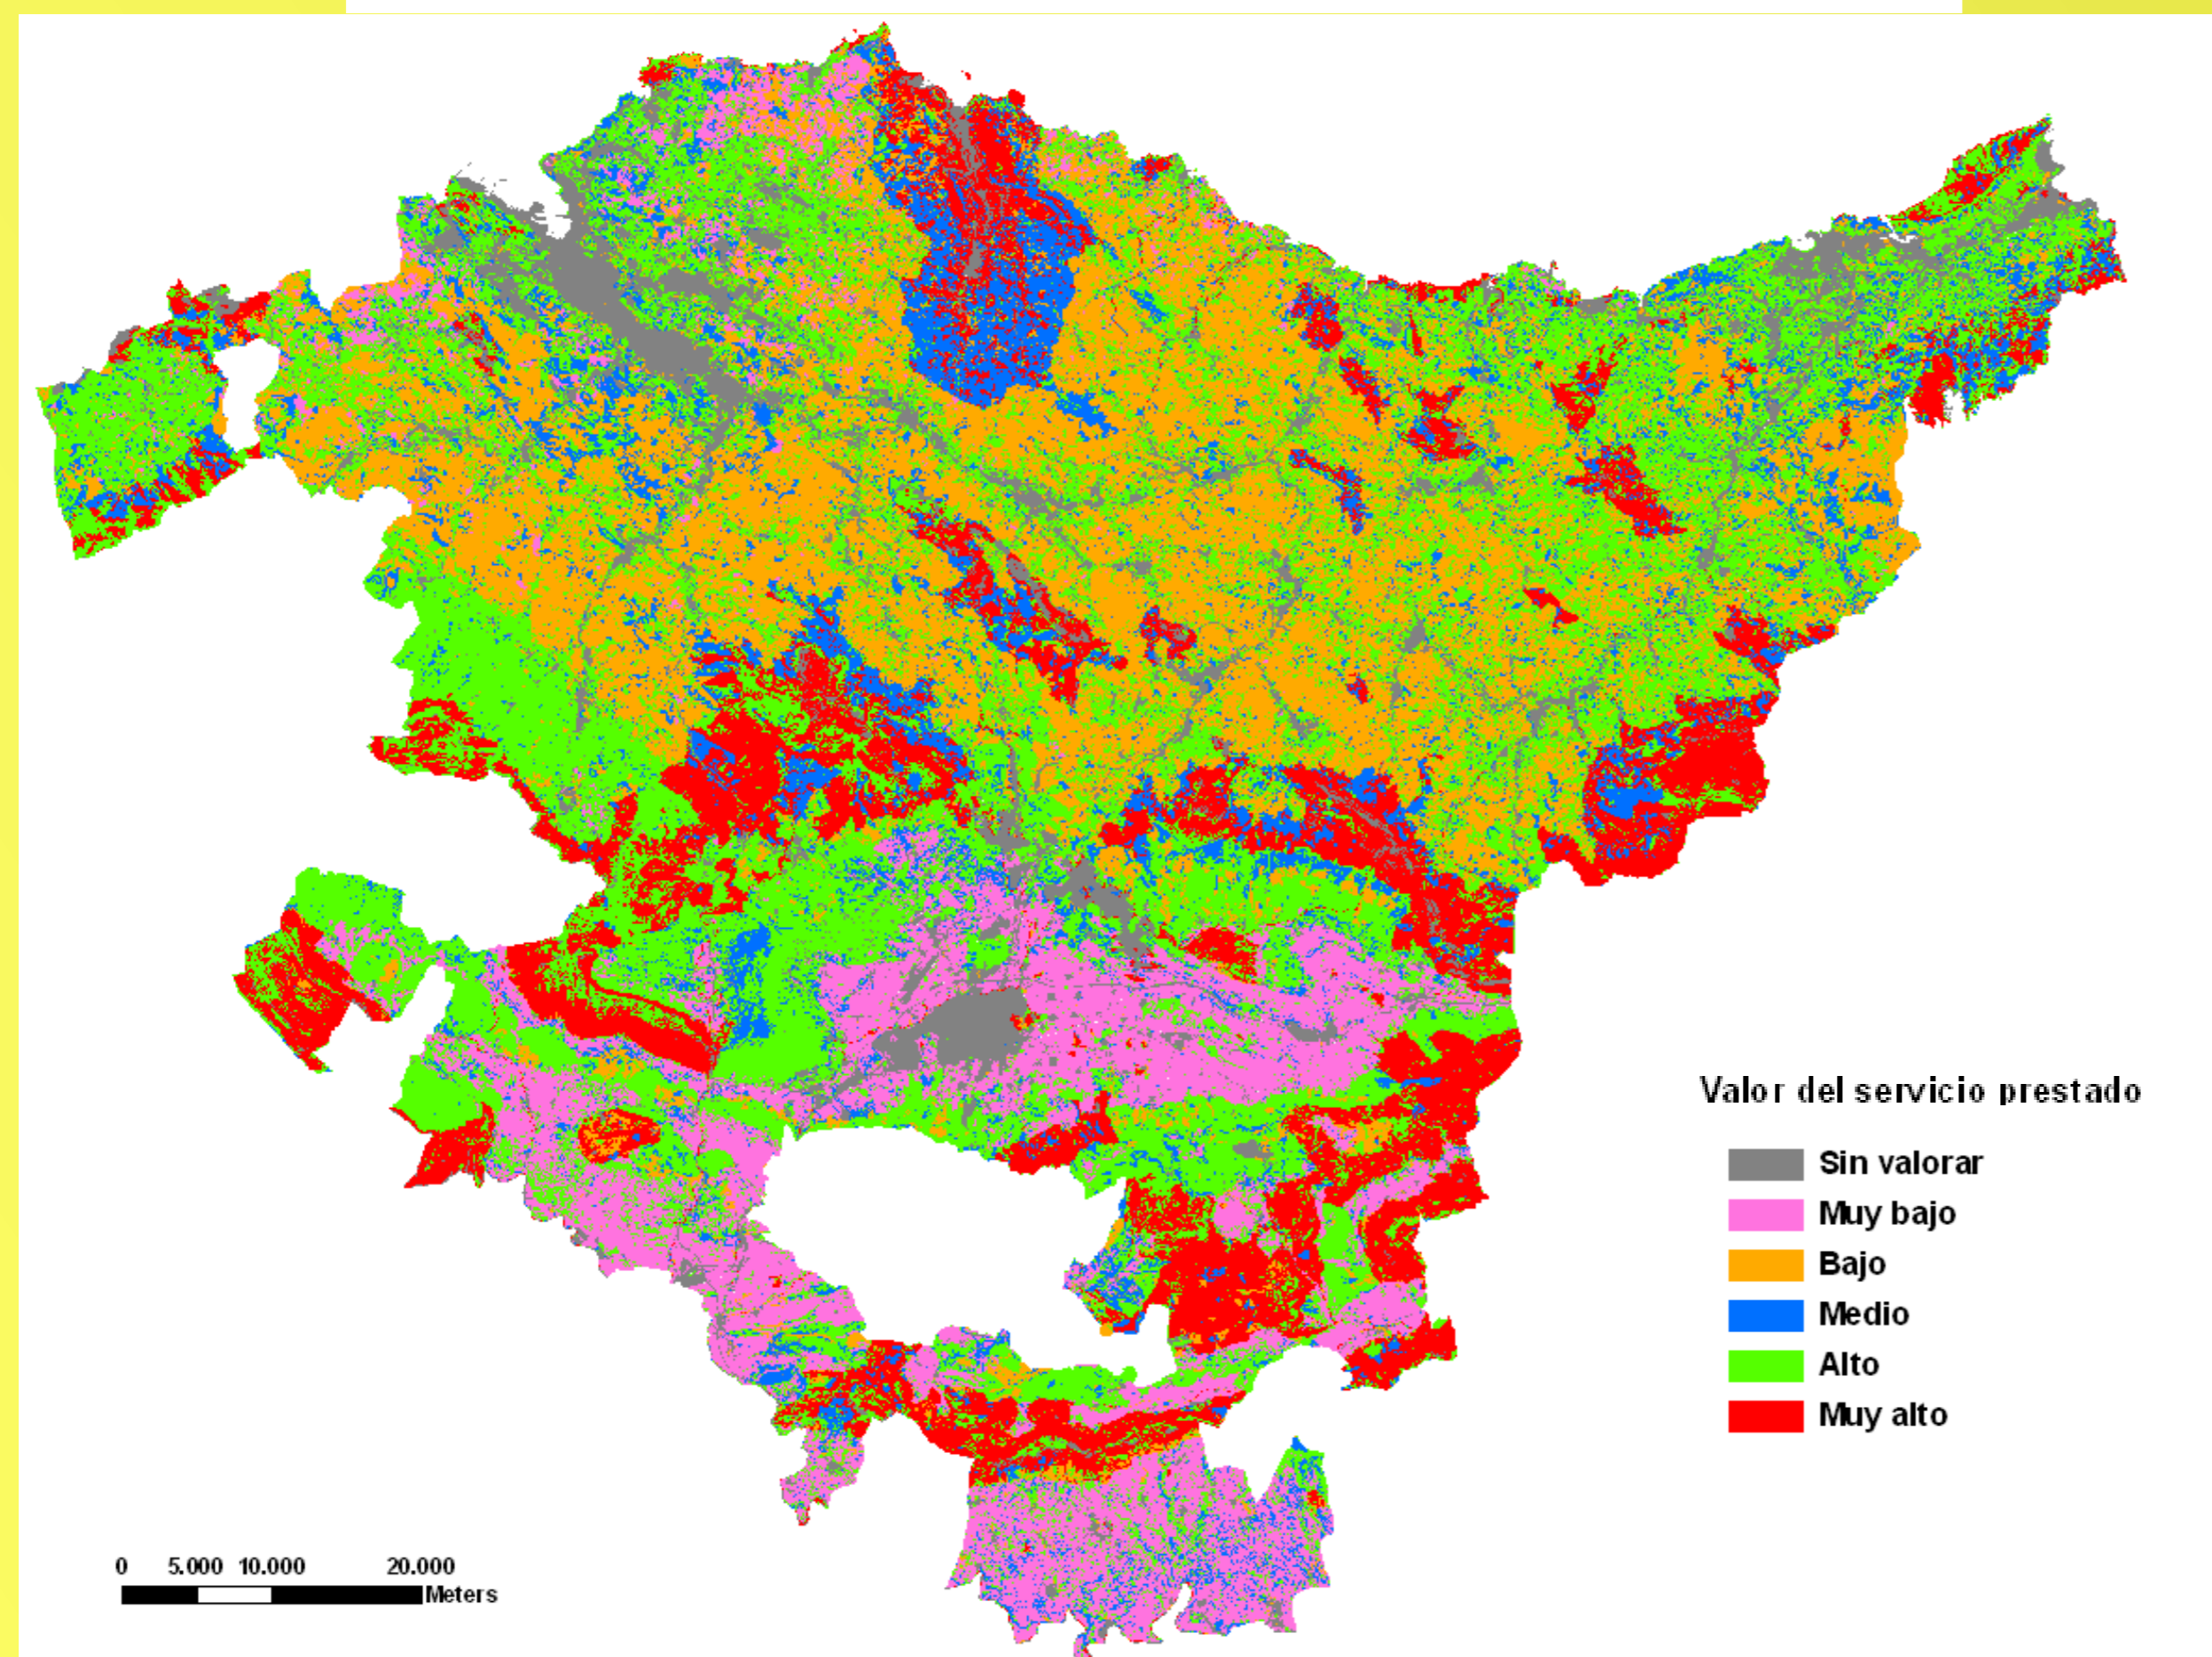 Valor del servicio prestado
Sin valorar
Muy bajo
Bajo
Medio
Alto
Muy alto
0 5.000 10.000 20.000
Meters